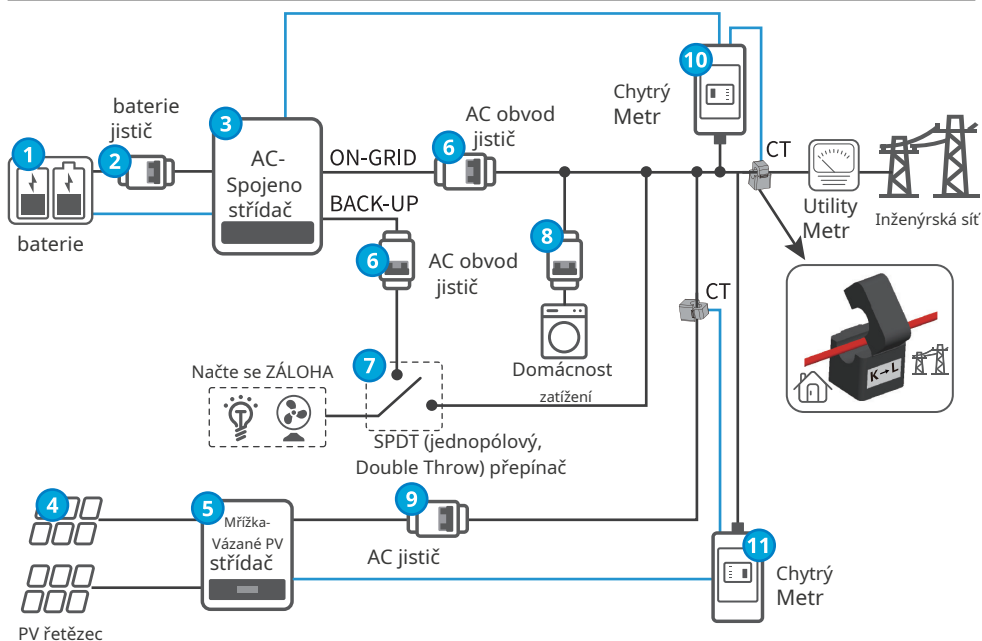 10
Chytrý
Metr
baterie
jistič
3
AC obvod
jistič
1
2
AC-
Spojeno
střídač
ON-GRID
6
CT
BACK-UP
Utility
Metr
Inženýrská síť
baterie
6
AC obvod
jistič
8
CT
K→L
Načte se ZÁLOHA
7
Domácnost
zatížení
SPDT (jednopólový,
Double Throw) přepínač
4
5
Mřížka-
Vázané PV
střídač
9
AC jistič
11
Chytrý
Metr
PV řetězec